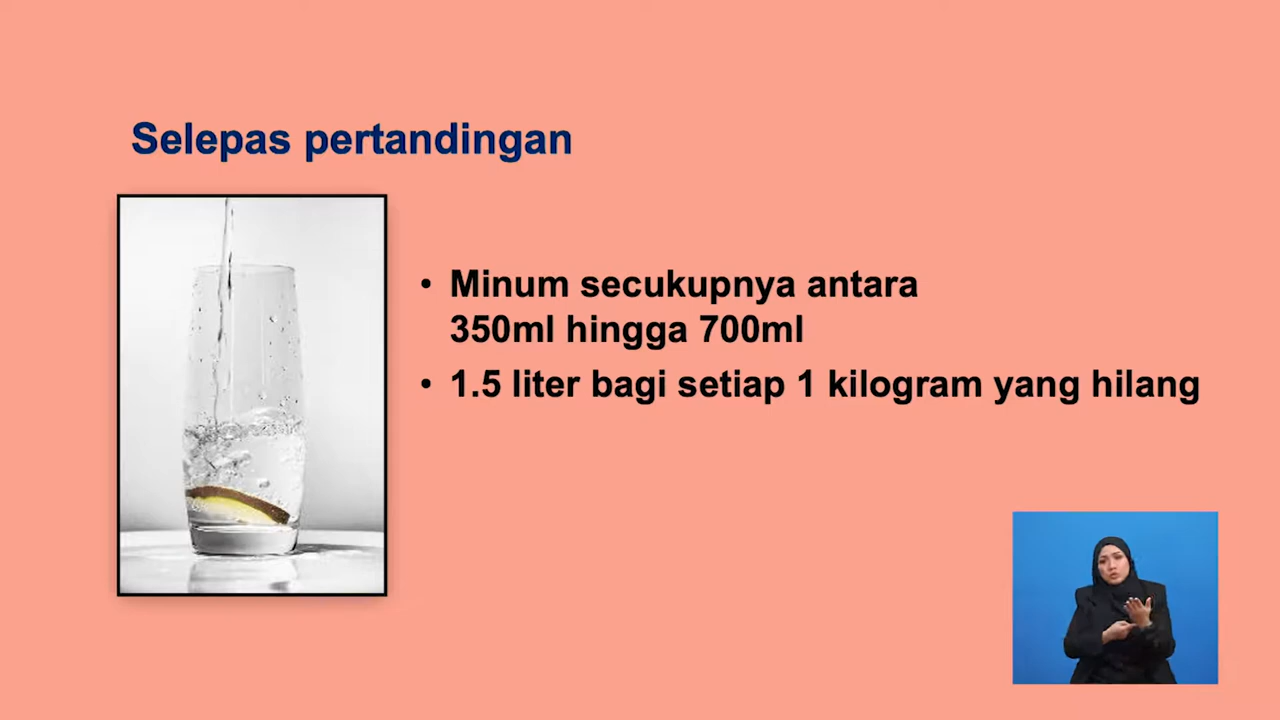 Selepas pertandingan
• Minum secukupnya antara
350ml hingga 700ml
• 1.5 liter bagi setiap 1 kilogram yang hilang